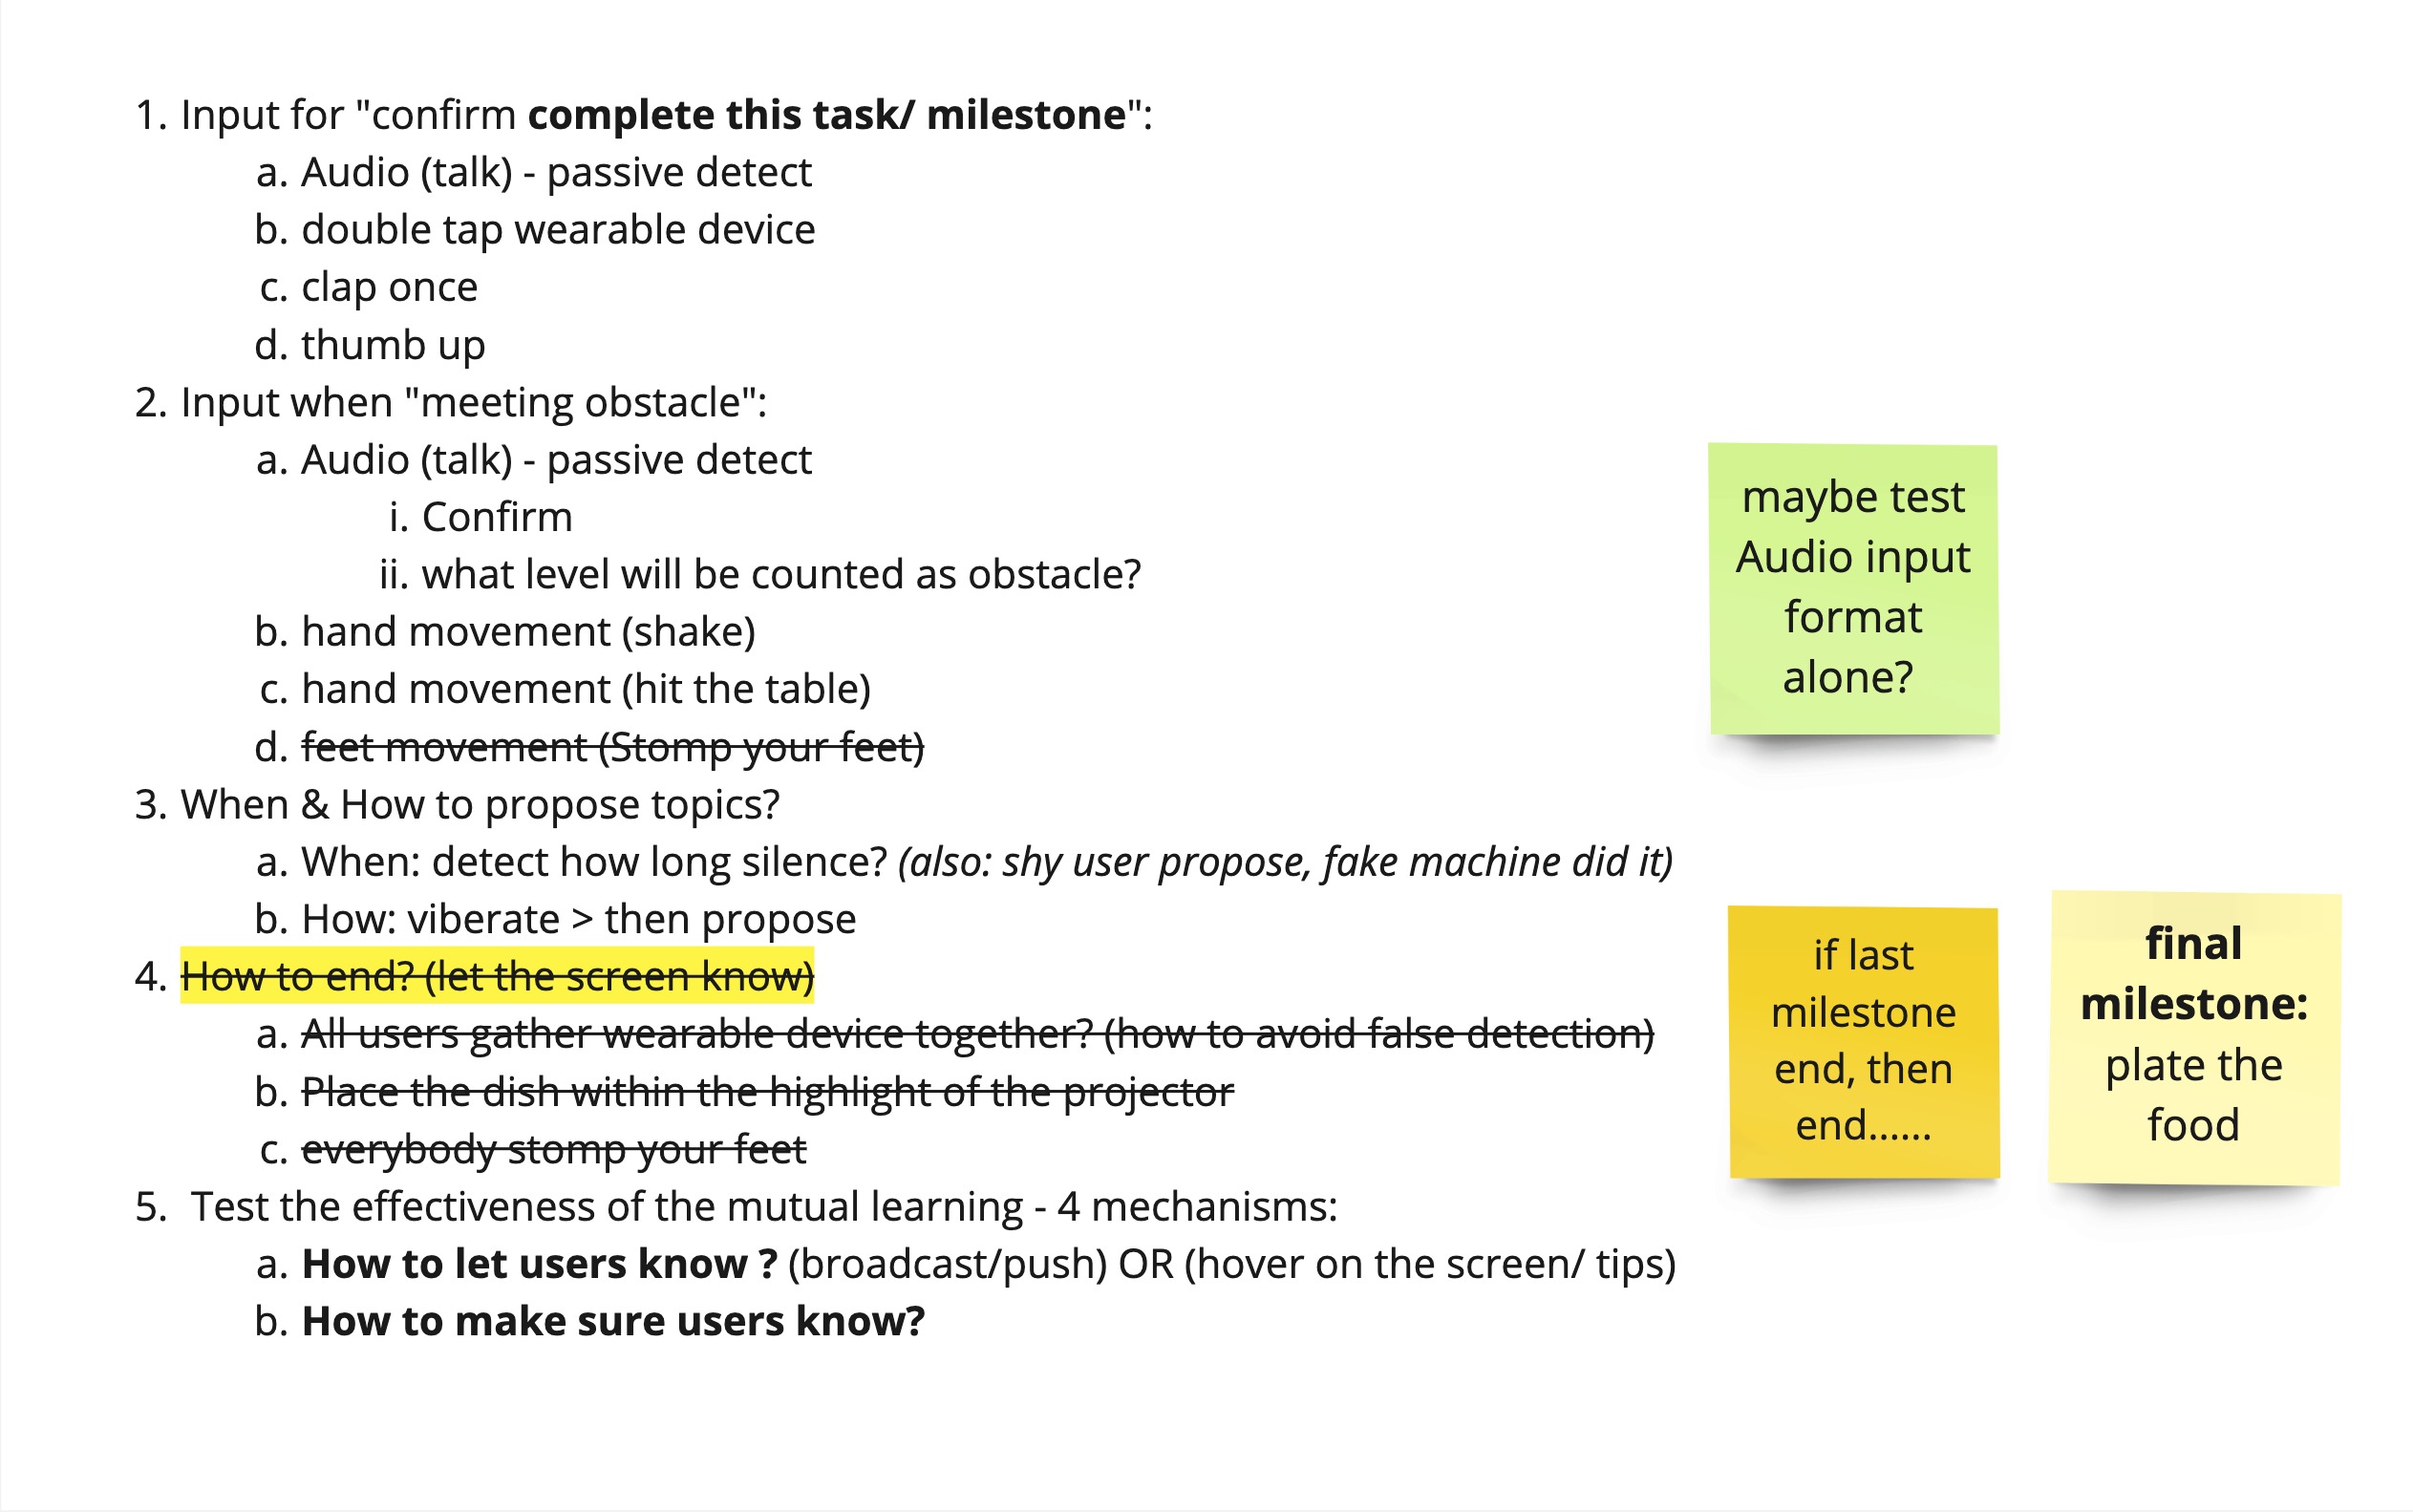 1. Input for "confirm complete this task/ milestone":
a. Audio (talk) - passive detect
b. double tap wearable device
c. clap once
d. thumb up
2. Input when "meeting obstacle":
a. Audio (talk) - passive detect
i. Confirm
ii. what level will be counted as obstacle?
b. hand movement (shake)
c. hand movement (hit the table)
d. feet movement (Stomp your feet)
3. When & How to propose topics?
a. When: detect how long silence? (also: shy user propose, fake machine did it)
b. How: viberate > then propose
4. How to end? (let the screen know)
a. All users gather wearable device together? (how to avoid false detection)
b. Place the dish within the highlight of the projector
c. everybody stomp your feet
5. Test the effectiveness of the mutual learning - 4 mechanisms:
a. How to let users know ? (broadcast/push) OR (hover on the screen/ tips)
b. How to make sure users know?
maybe test
Audio input
format
alone?
if last
milestone
end, then
end......
final
milestone:
plate the
food